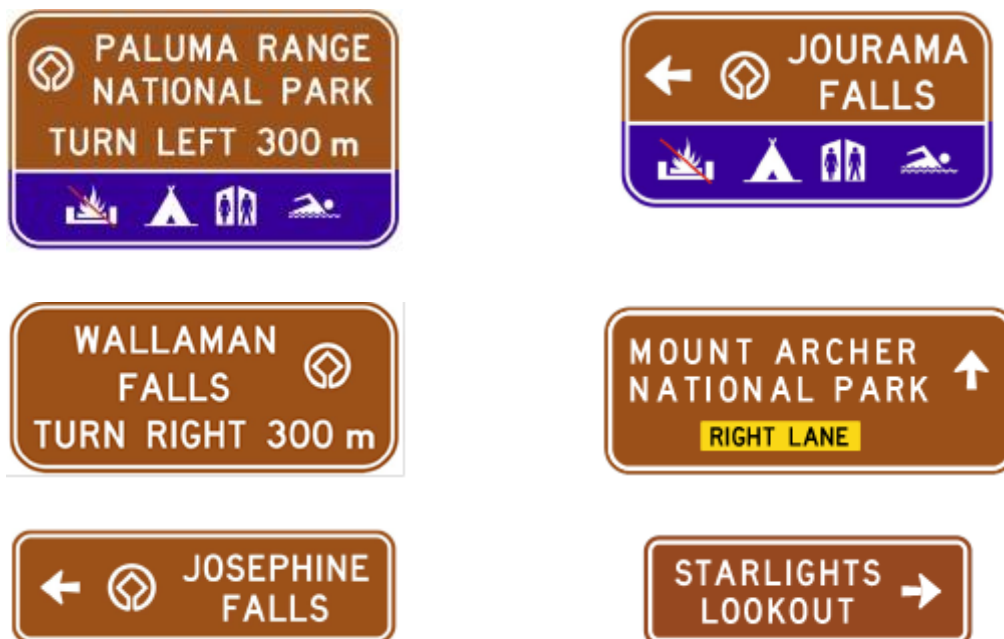 PALUMA RANGE
NATIONAL PARK
TURN LEFT 300 m
JOURAMA
FALLS
WALLAMAN
FALLS
TURN RIGHT 300 m
MOUNT ARCHER
NATIONAL PARK
RIGHT LANE
JOSEPHINE
FALLS
STARLIGHTS
LOOKOUT